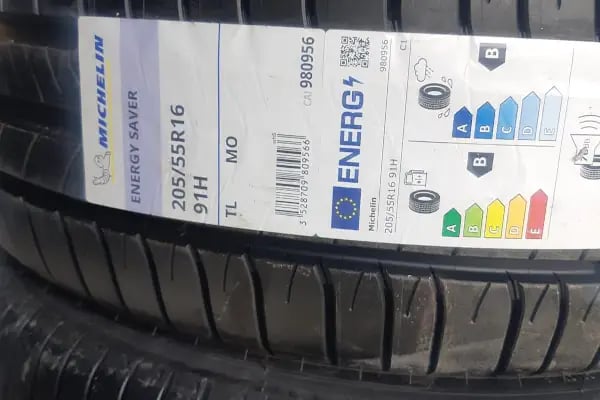 MICHELIN
ENERGY SAVER
205/55R16
91H
TL MO
CAI 980956
3 528709 809566
ENERG
Michelin
205/55R16 91H
980956
C1
B
A
B
C
D
E
B
A
B
C
D
E